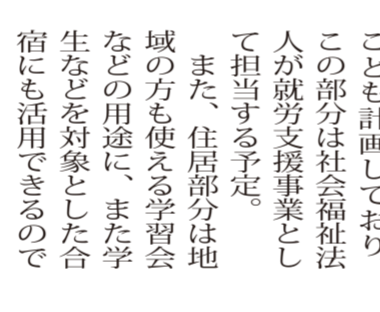 ことも計画しており
この部分は社会福祉法
人が就労支援事業とし
て担当する予定。
また、住居部分は地
域の方も使える学習会
などの用途に、また学
生などを対象とした合
宿にも活用できるので